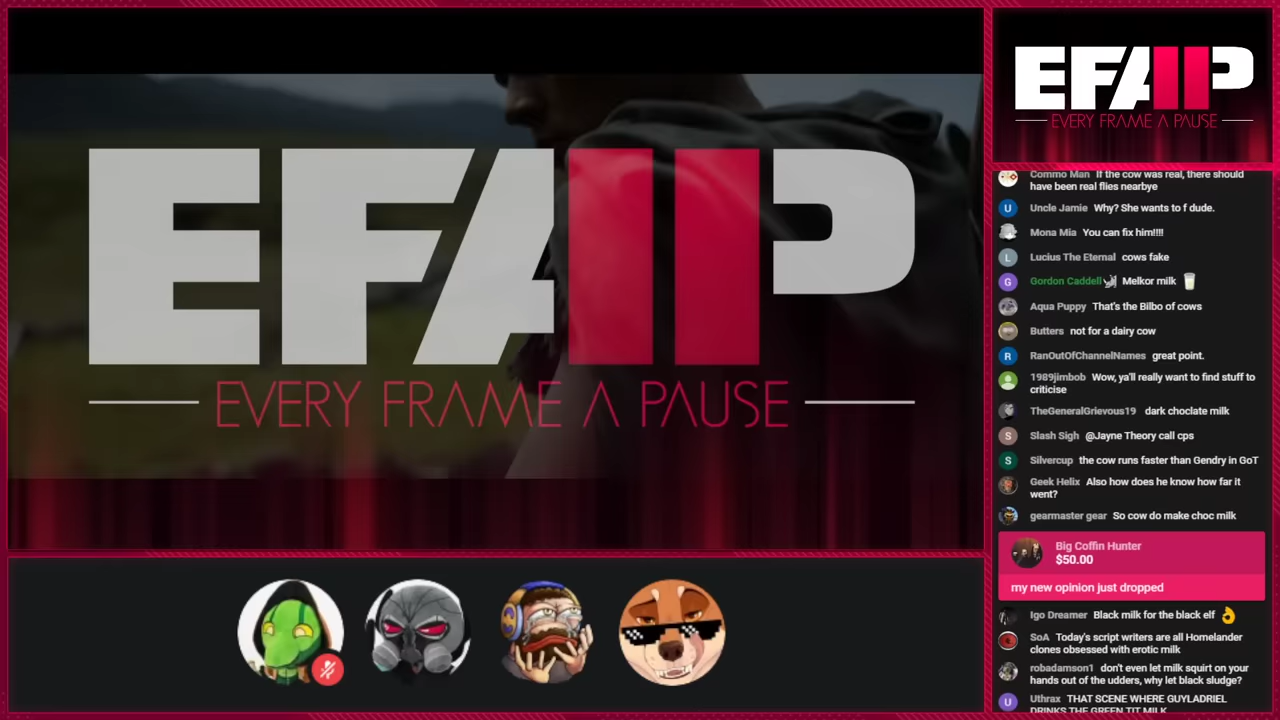 EFAP
EVERY FRAME A PAUSE
EFAP
EVERY FRAME A PAUSE
Commo Man If the cow was real, there should
have been real flies nearbye
U Uncle Jamie Why? She wants to f dude.
Mona Mia You can fix him!!!!
L Lucius The Eternal cows fake
G Gordon Caddell Melkor milk 🥛
Aqua Puppy That's the Bilbo of cows
Butters not for a dairy cow
R RanOutOfChannelNames great point.
1989jimbob Wow, ya'll really want to find stuff to
criticise
TheGeneralGrievous19 dark choclate milk
S Slash Sigh @Jayne Theory call cps
S Silvercup the cow runs faster than Gendry in GoT
Geek Helix Also how does he know how far it
went?
gearmaster gear So cow do make choc milk
Big Coffin Hunter
$50.00
my new opinion just dropped
Igo Dreamer Black milk for the black elf 👌
SoA Today's script writers are all Homelander
clones obsessed with erotic milk
robadamson1 don't even let milk squirt on your
hands out of the udders, why let black sludge?
U Uthrax THAT SCENE WHERE GUYLADRIEL
DRINKS THE GREEN TIT MILK